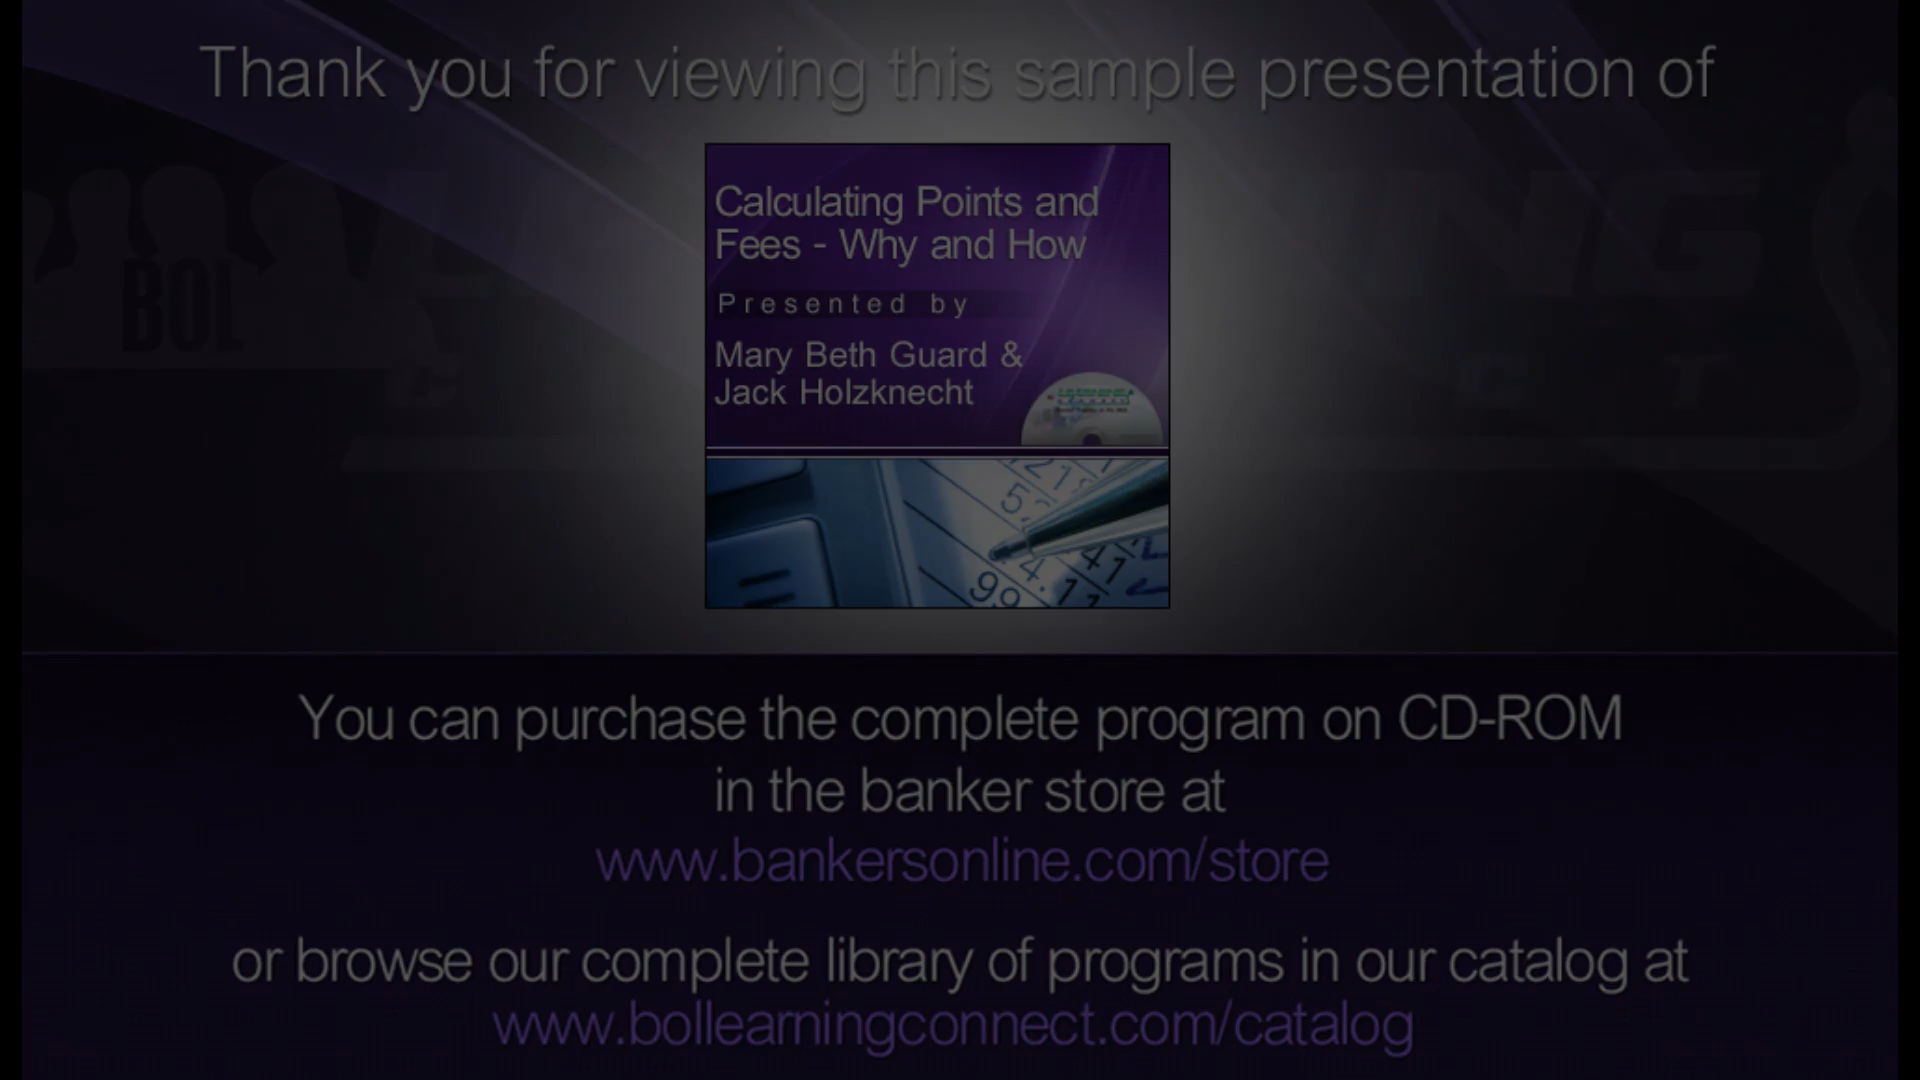 Thank you for viewing this sample presentation of
Calculating Points and
Fees - Why and How
Presented by
Mary Beth Guard &
Jack Holzknecht
BOL
You can purchase the complete program on CD-ROM
in the banker store at
www.bankersonline.com/store
or browse our complete library of programs in our catalog at
www.bollearningconnect.com/catalog